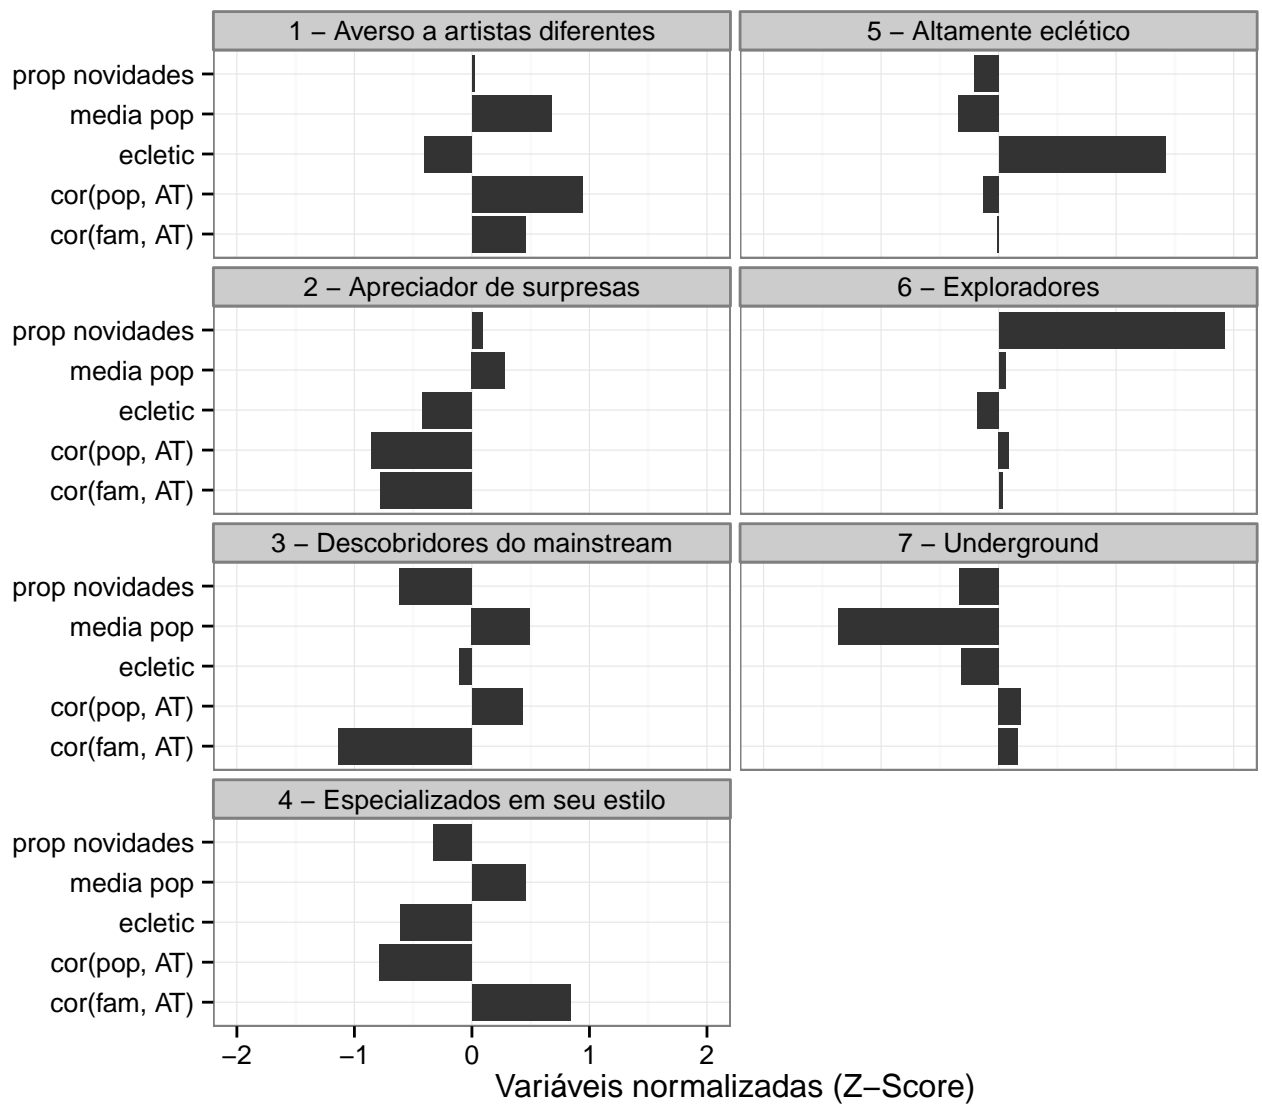 1 – Averso a artistas diferentes
prop novidades
media pop
ecletic
cor(pop, AT)
cor(fam, AT)
5 – Altamente eclético
2 – Apreciador de surpresas
prop novidades
media pop
ecletic
cor(pop, AT)
cor(fam, AT)
6 – Exploradores
3 – Descobridores do mainstream
prop novidades
media pop
ecletic
cor(pop, AT)
cor(fam, AT)
7 – Underground
4 – Especializados em seu estilo
prop novidades
media pop
ecletic
cor(pop, AT)
cor(fam, AT)
−2 −1 0 1 2
Variáveis normalizadas (Z−Score)